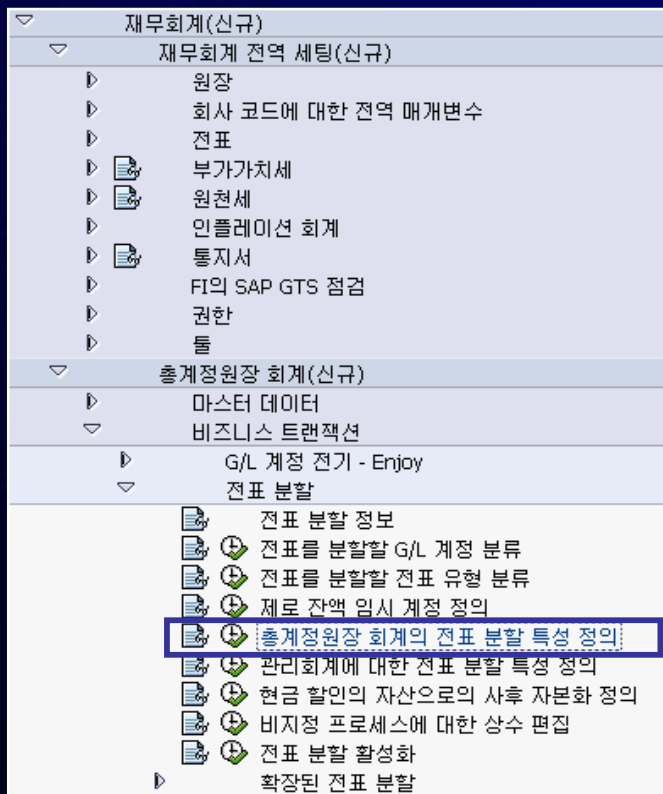 재무회계(신규)
재무회계 전역 세팅(신규)
원장
회사 코드에 대한 전역 매개변수
전표
부가가치세
원천세
인플레이션 회계
통지서
FI의 SAP GTS 점검
권한
툴
총계정원장 회계(신규)
마스터 데이터
비즈니스 트랜잭션
G/L 계정 전기 - Enjoy
전표 분할
전표 분할 정보
전표를 분할할 G/L 계정 분류
전표를 분할할 전표 유형 분류
제로 잔액 임시 계정 정의
총계정원장 회계의 전표 분할 특성 정의
관리회계에 대한 전표 분할 특성 정의
현금 할인의 자산으로의 사후 자본화 정의
비지정 프로세스에 대한 상수 편집
전표 분할 활성화
확장된 전표 분할